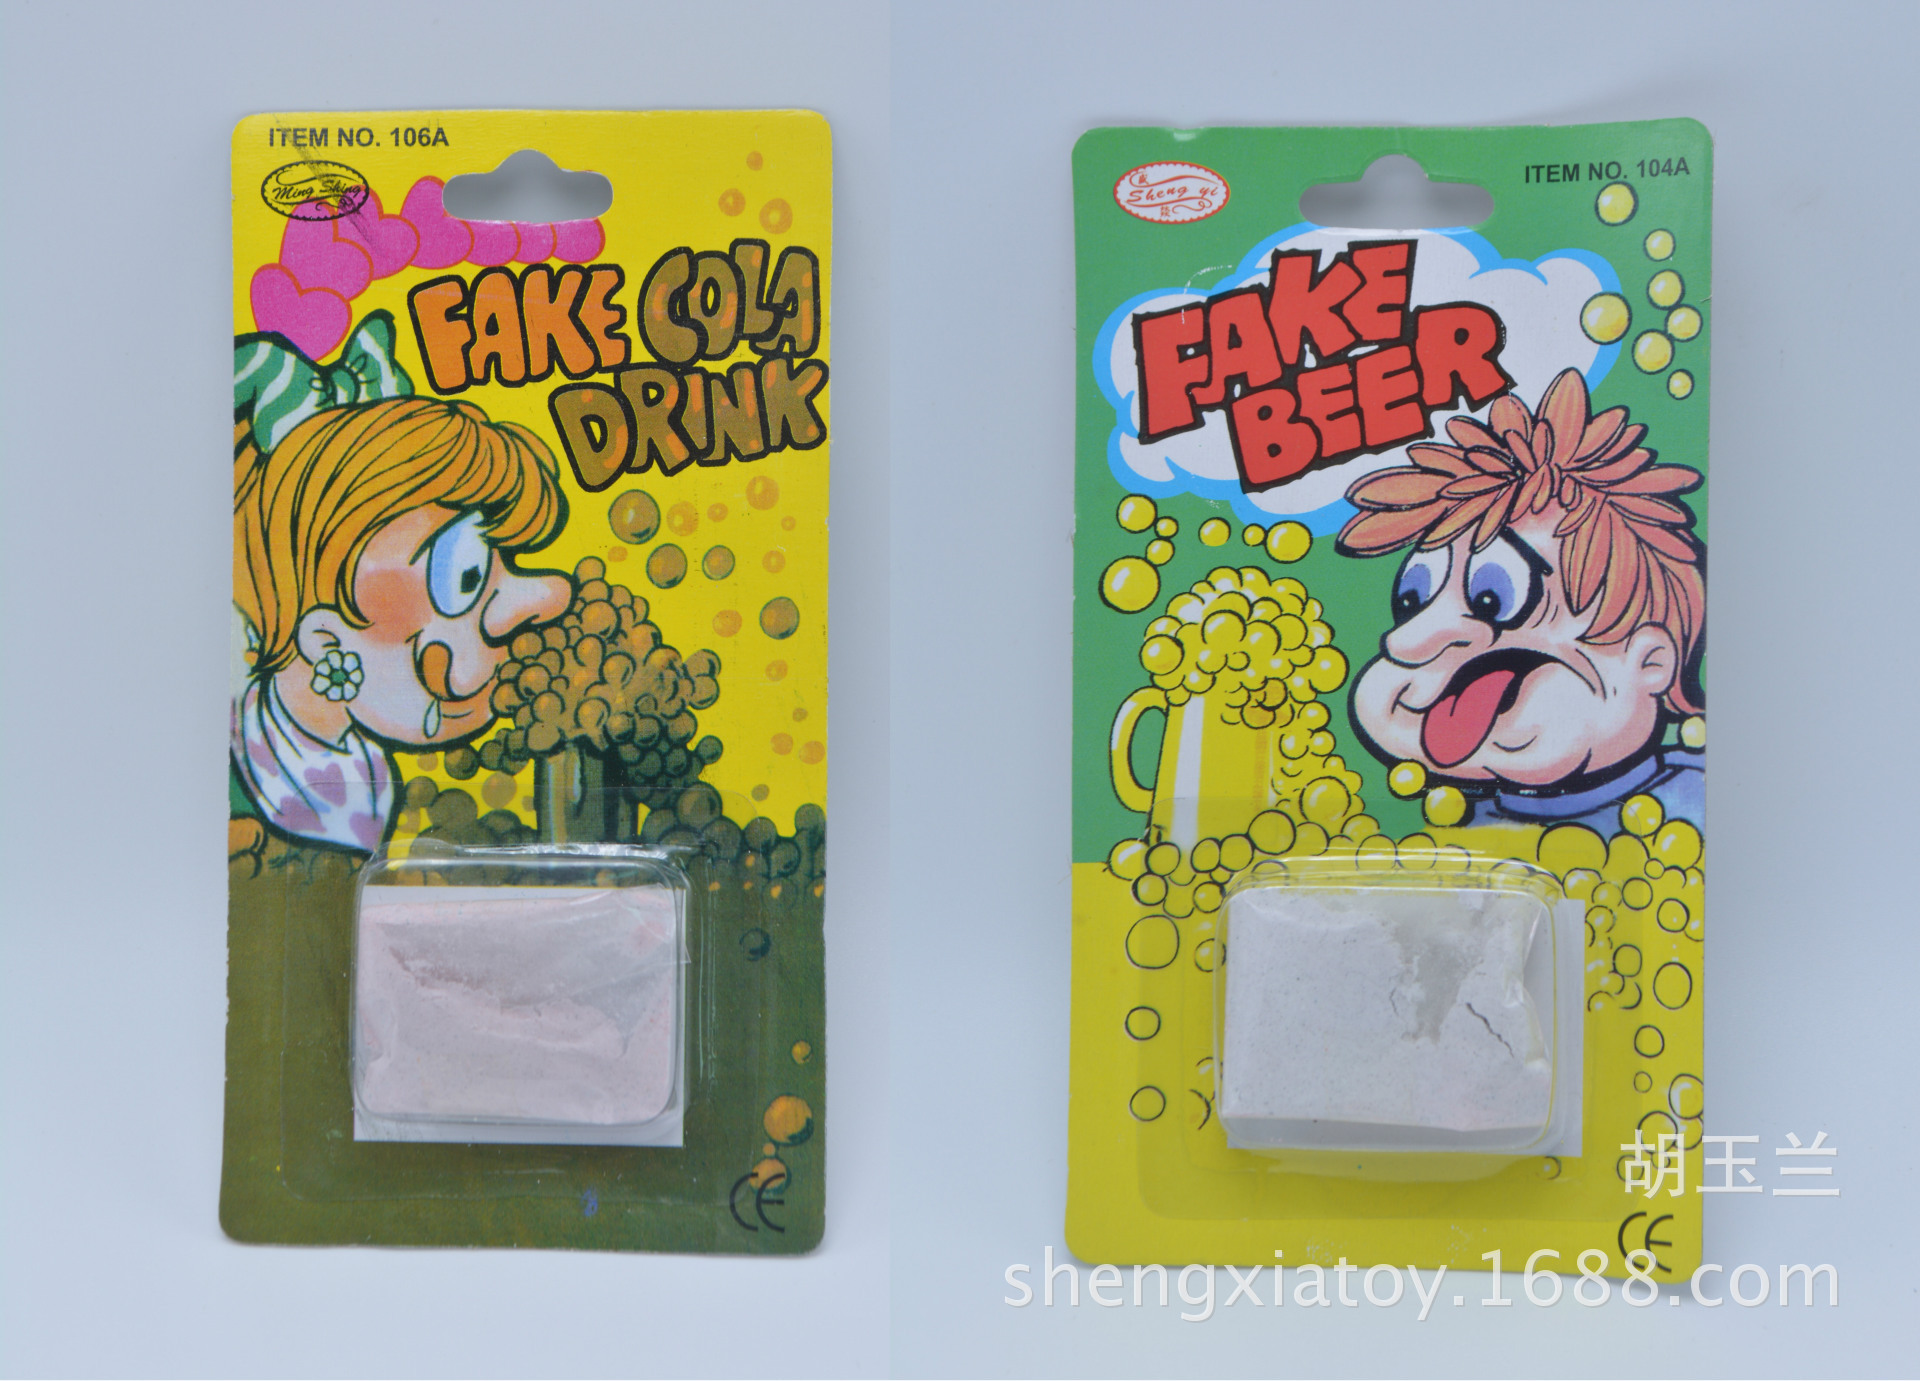 ITEM NO. 106A
Ming Shing
FAKE COLA
DRINK
CE
ITEM NO. 104A
Sheng yi
FAKE
BEER
CE
胡玉兰
shengxiatoy.1688.com